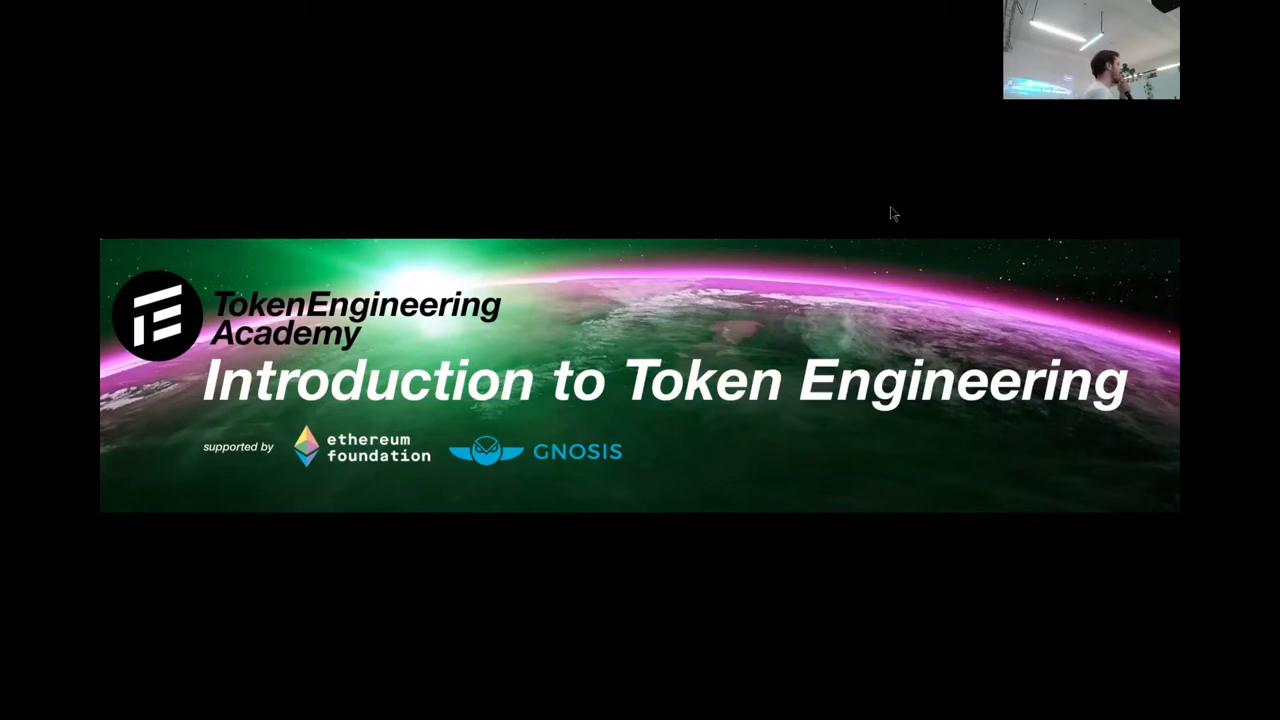 TokenEngineering
Academy
Introduction to Token Engineering
supported by
ethereum
foundation
GNOSIS